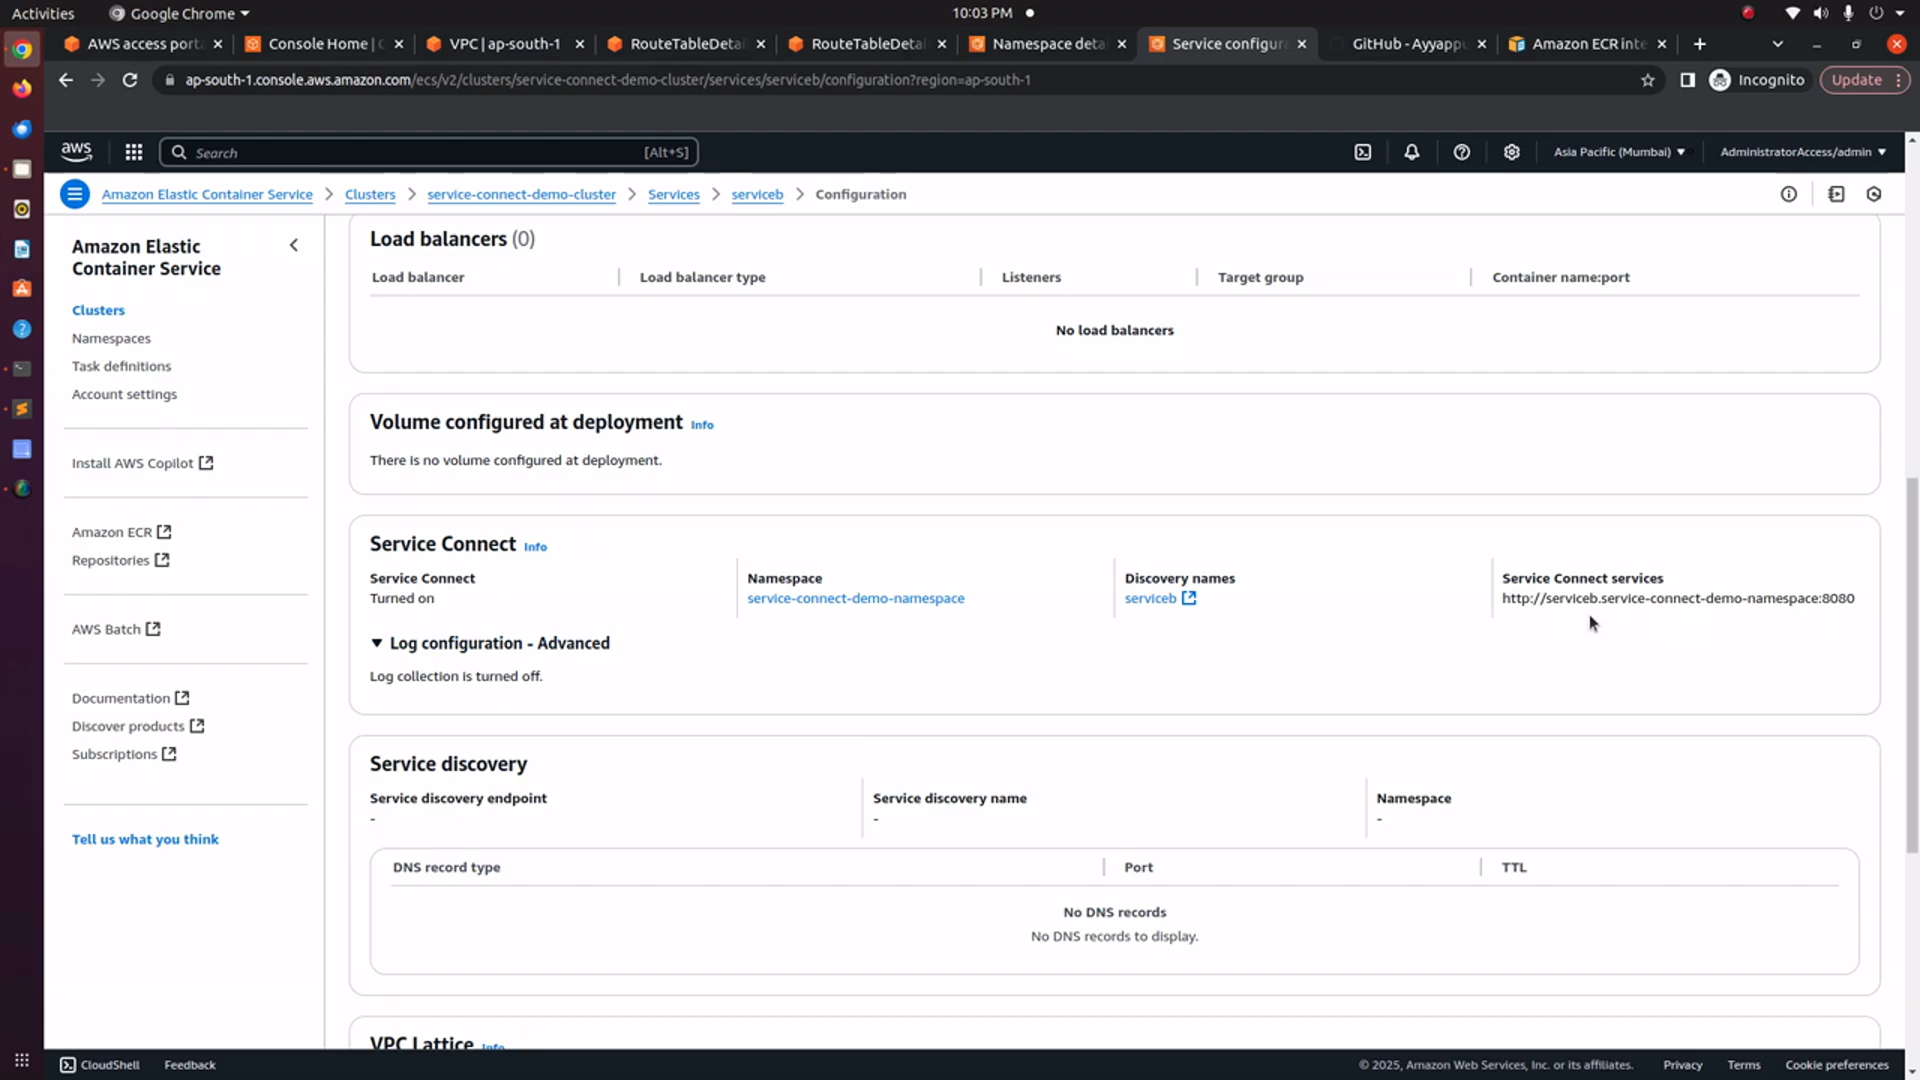 Activities
Google Chrome
10:03 PM
AWS access porta
Console Home | C
VPC | ap-south-1
RouteTableDetai
RouteTableDetai
Namespace deta
Service configura
GitHub - Ayyappu
Amazon ECR inte
ap-south-1.console.aws.amazon.com/ecs/v2/clusters/service-connect-demo-cluster/services/serviceb/configuration?region=ap-south-1
Incognito
Update
aws
Search
[Alt+S]
Asia Pacific (Mumbai)
AdministratorAccess/admin
Amazon Elastic Container Service
Clusters
service-connect-demo-cluster
Services
serviceb
Configuration
Amazon Elastic
Container Service
Clusters
Namespaces
Task definitions
Account settings
Install AWS Copilot
Amazon ECR
Repositories
AWS Batch
Documentation
Discover products
Subscriptions
Tell us what you think
Load balancers (0)
Load balancer
Load balancer type
Listeners
Target group
Container name:port
No load balancers
Volume configured at deployment Info
There is no volume configured at deployment.
Service Connect Info
Service Connect
Turned on
Namespace
service-connect-demo-namespace
Discovery names
serviceb
Service Connect services
http://serviceb.service-connect-demo-namespace:8080
Log configuration - Advanced
Log collection is turned off.
Service discovery
Service discovery endpoint
-
Service discovery name
-
Namespace
-
DNS record type
Port
TTL
No DNS records
No DNS records to display.
VPC Lattice Info
CloudShell
Feedback
© 2025, Amazon Web Services, Inc. or its affiliates.
Privacy
Terms
Cookie preferences